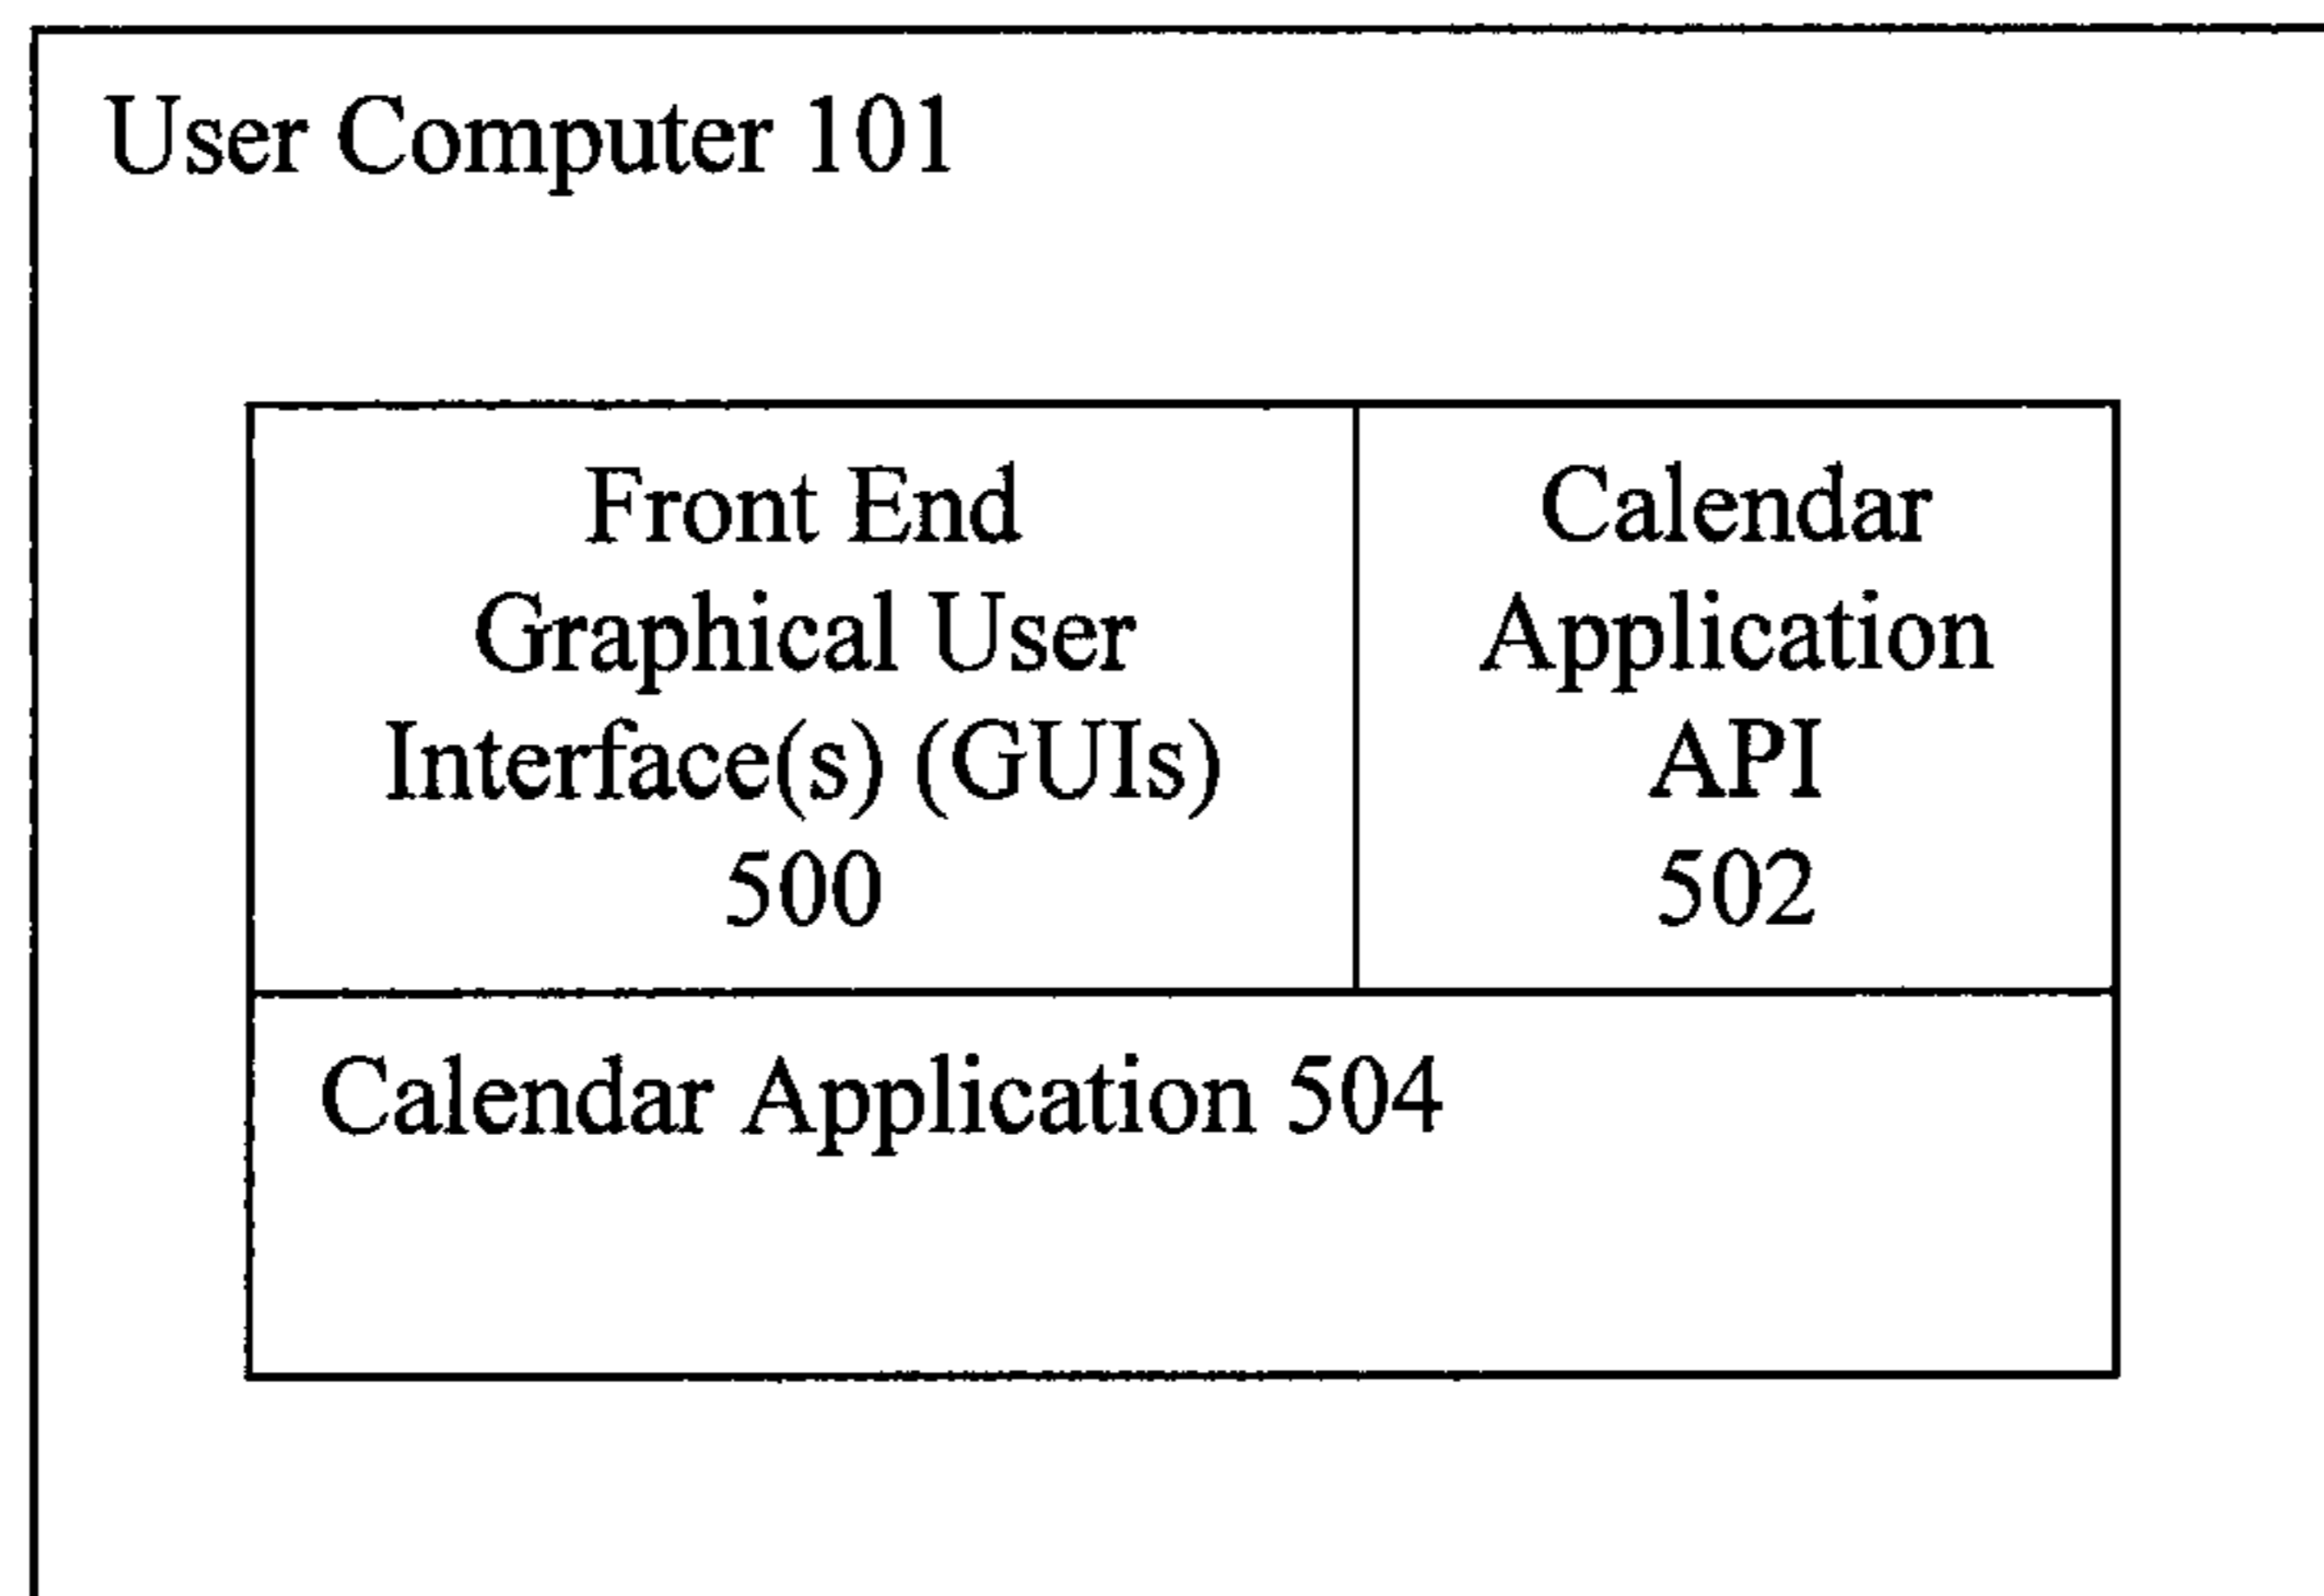 User Computer 101
Front End
Graphical User
Interface(s) (GUIs)
500
Calendar
Application
API
502
Calendar Application 504